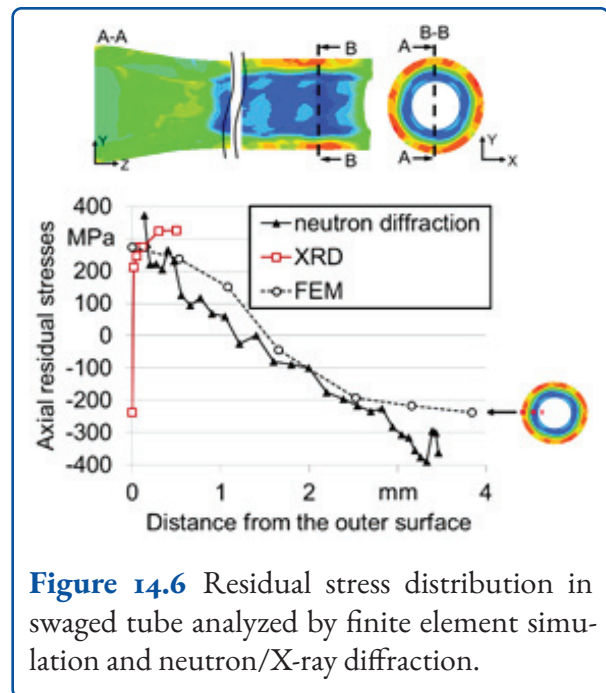 A-A
B
B-B
A
Y
Z
B
A
Y
X
400
MPa
200
100
0
-100
-200
-300
-400
Axial residual stresses
neutron diffraction
XRD
FEM
0
1
2
mm
4
Distance from the outer surface
Figure 14.6 Residual stress distribution in
swaged tube analyzed by finite element simu-
lation and neutron/X-ray diffraction.